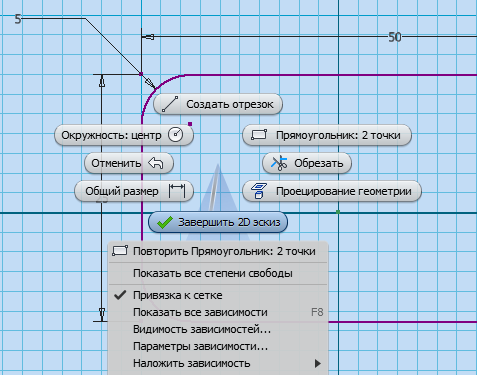 5
50
Создать отрезок
Окружность: центр
Прямоугольник: 2 точки
Отменить
Обрезать
Общий размер
Проецирование геометрии
Завершить 2D эскиз
Повторить Прямоугольник: 2 точки
Показать все степени свободы
Привязка к сетке
Показать все зависимости F8
Видимость зависимостей...
Параметры зависимости...
Наложить зависимость